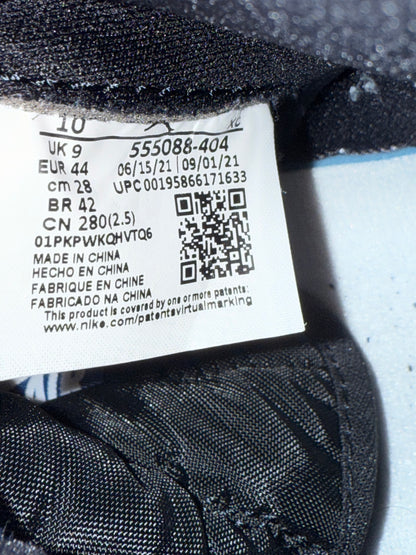 10 XC
UK 9 555088-404
EUR 44 06/15/21 | 09/01/21
cm 28 UPC00195866171633
BR 42
CN 280(2.5)
01PKPWKQHVTQ6
MADE IN CHINA
HECHO EN CHINA
FABRIQUE EN CHINE
FABRICADO NA CHINA
This product is covered by one or more patents:
www.nike.com/patentsvirtualmarking